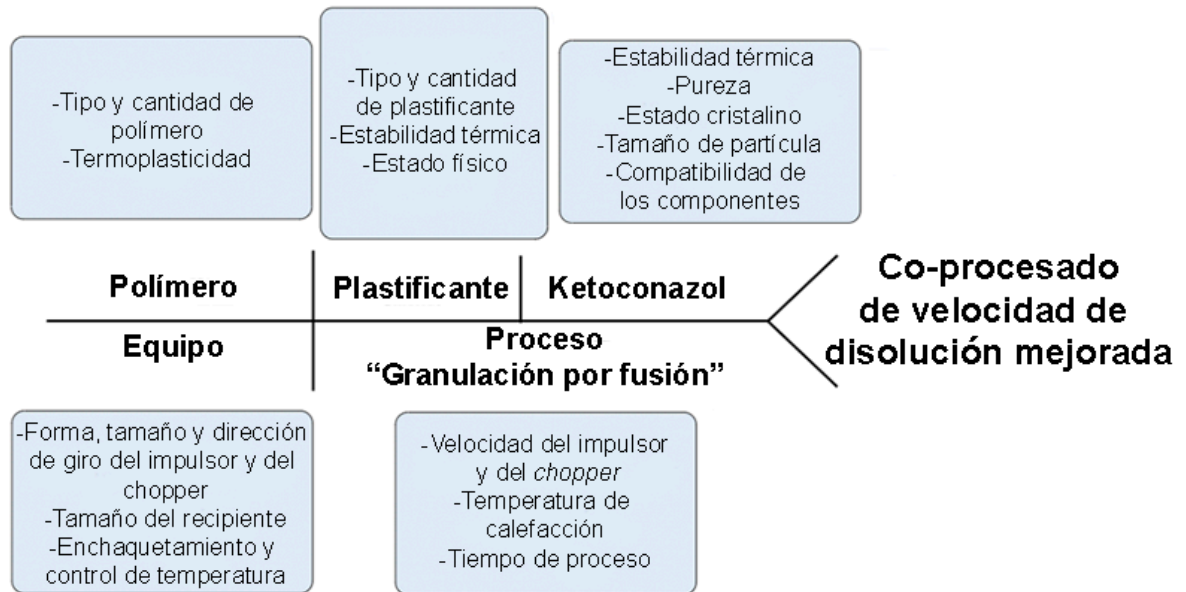 -Tipo y cantidad de
polímero
-Termoplasticidad
-Tipo y cantidad
de plastificante
-Estabilidad térmica
-Estado físico
-Estabilidad térmica
-Pureza
-Estado cristalino
-Tamaño de partícula
-Compatibilidad de
los componentes
Polímero
Plastificante
Ketoconazol
Co-procesado
de velocidad de
disolución mejorada
Equipo
Proceso
“Granulación por fusión”
-Forma, tamaño y dirección
de giro del impulsor y del
chopper
-Tamaño del recipiente
-Enchaquetamiento y
control de temperatura
-Velocidad del impulsor
y del chopper
-Temperatura de
calefacción
-Tiempo de proceso